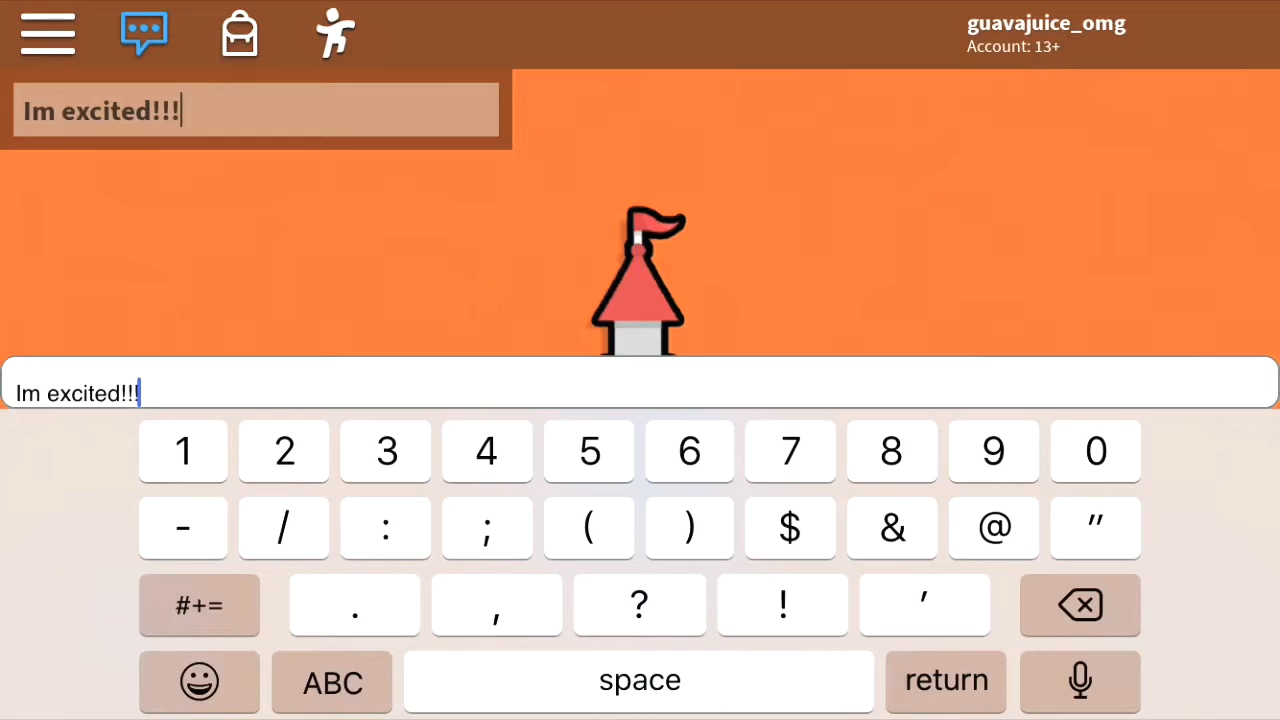 guavajuice_omg
Account: 13+
Im excited!!!
Im excited!!!
1 2 3 4 5 6 7 8 9 0
- / : ; ( ) $ & @ "
#+= . , ? ! '
ABC space return